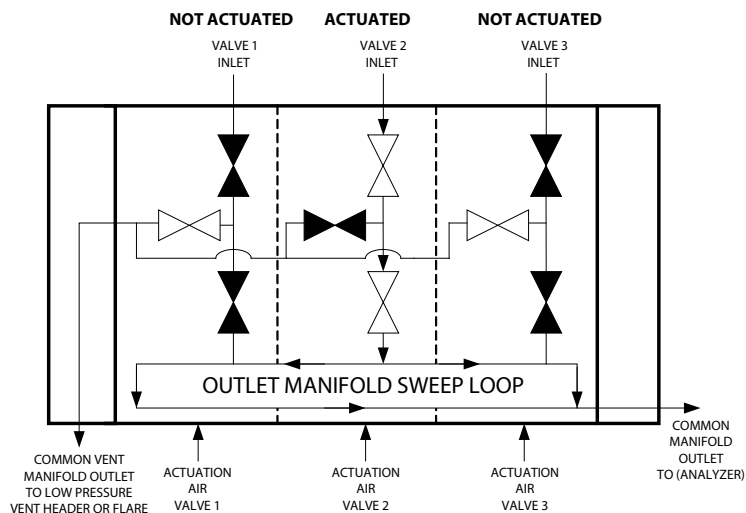 NOT ACTUATED
ACTUATED
NOT ACTUATED
VALVE 1
INLET
VALVE 2
INLET
VALVE 3
INLET
OUTLET MANIFOLD SWEEP LOOP
COMMON VENT
MANIFOLD OUTLET
TO LOW PRESSURE
VENT HEADER OR FLARE
ACTUATION
AIR
VALVE 1
ACTUATION
AIR
VALVE 2
ACTUATION
AIR
VALVE 3
COMMON
MANIFOLD
OUTLET
TO (ANALYZER)